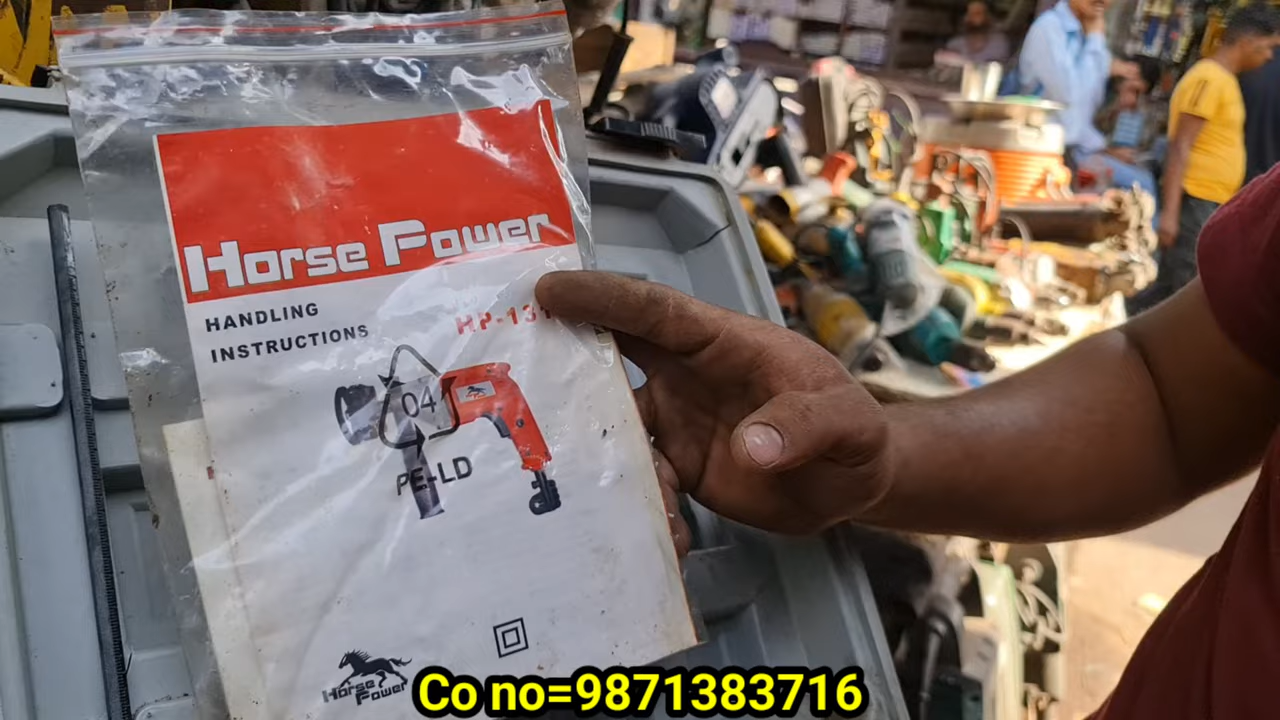 Horse Power
HANDLING
INSTRUCTIONS
04
PE-LD
Horse
Power
Co no=9871383716